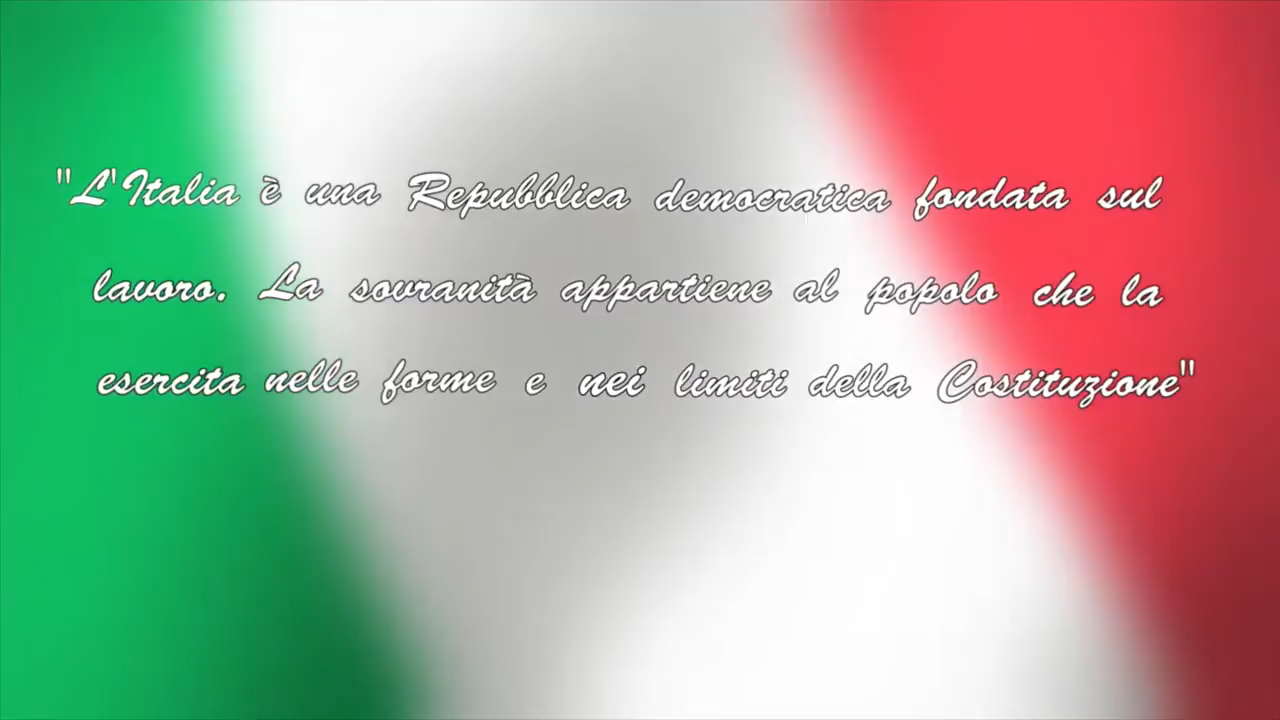 "L'Italia è una Repubblica democratica fondata sul
lavoro. La sovranità appartiene al popolo che la
esercita nelle forme e nei limiti della Costituzione"